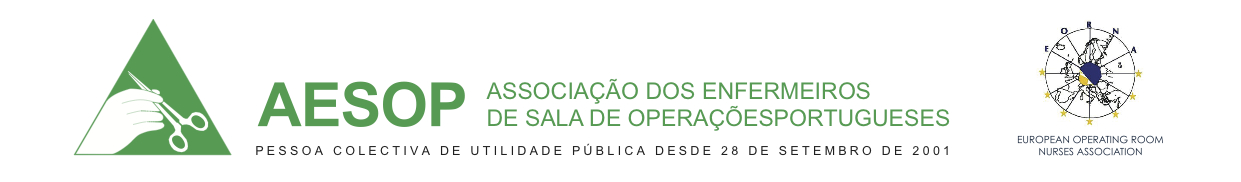 AESOP
ASSOCIAÇÃO DOS ENFERMEIROS
DE SALA DE OPERAÇÕESPORTUGUESES
PESSOA COLECTIVA DE UTILIDADE PÚBLICA DESDE 28 DE SETEMBRO DE 2001
E O R N A
EUROPEAN OPERATING ROOM
NURSES ASSOCIATION